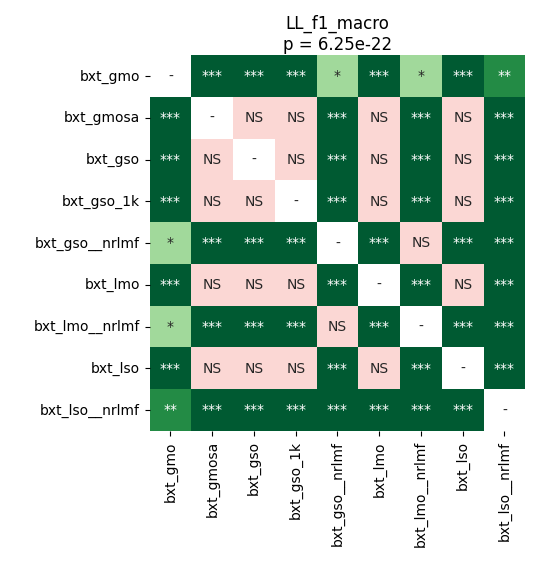 LL_f1_macro
p = 6.25e-22
bxt_gmo - *** *** *** * *** * *** **
bxt_gmosa *** - NS NS *** NS *** NS ***
bxt_gso *** NS - NS *** NS *** NS ***
bxt_gso_1k *** NS NS - *** NS *** NS ***
bxt_gso__nrlmf * *** *** *** - *** NS *** ***
bxt_lmo *** NS NS NS *** - *** NS ***
bxt_lmo__nrlmf * *** *** *** NS *** - *** ***
bxt_lso *** NS NS NS *** NS *** - ***
bxt_lso__nrlmf ** *** *** *** *** *** *** *** -
bxt_gmo
bxt_gmosa
bxt_gso
bxt_gso_1k
bxt_gso__nrlmf
bxt_lmo
bxt_lmo__nrlmf
bxt_lso
bxt_lso__nrlmf